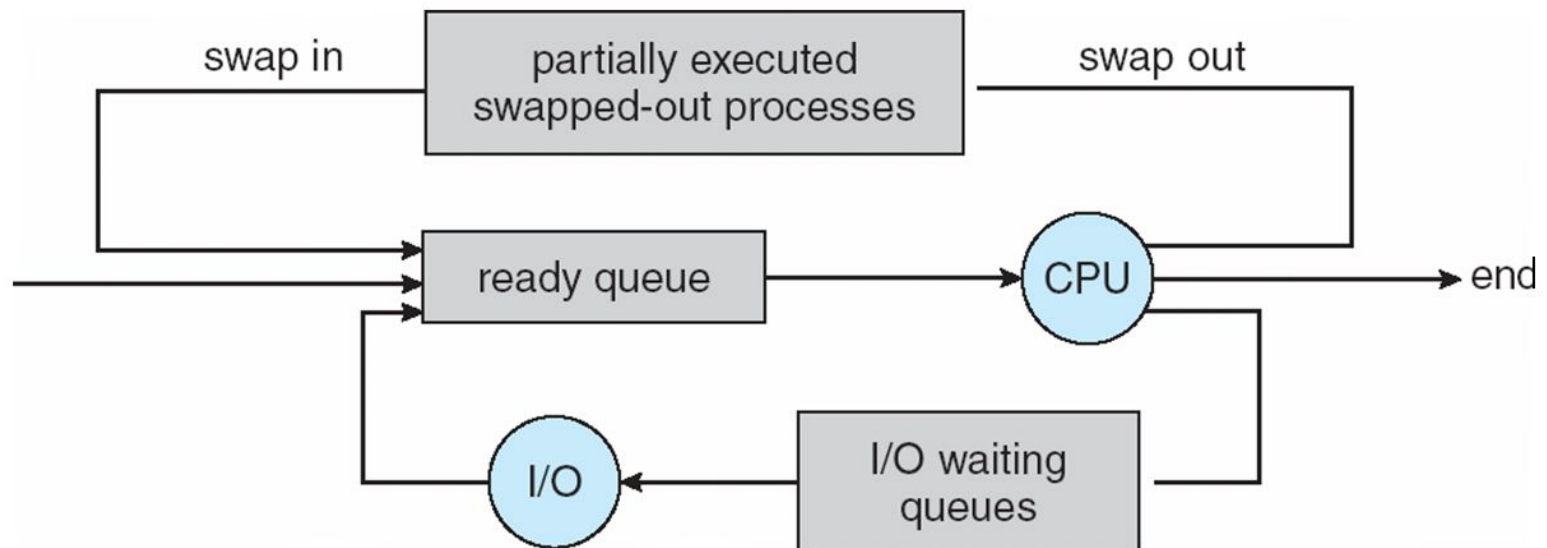 swap in
partially executed
swapped-out processes
swap out
ready queue
CPU
end
I/O
I/O waiting
queues